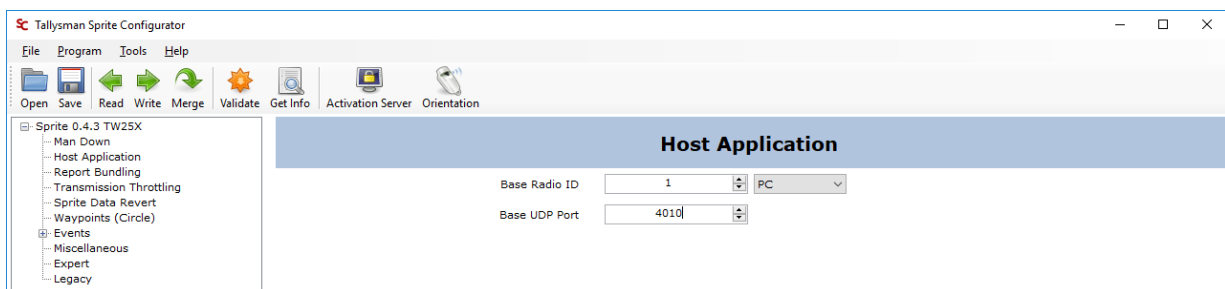 SC Tallysman Sprite Configurator
File Program Tools Help
Open Save Read Write Merge Validate Get Info Activation Server Orientation
Sprite 0.4.3 TW25X
Man Down
Host Application
Report Bundling
Transmission Throttling
Sprite Data Revert
Waypoints (Circle)
Events
Miscellaneous
Expert
Legacy
Host Application
Base Radio ID 1 PC
Base UDP Port 4010